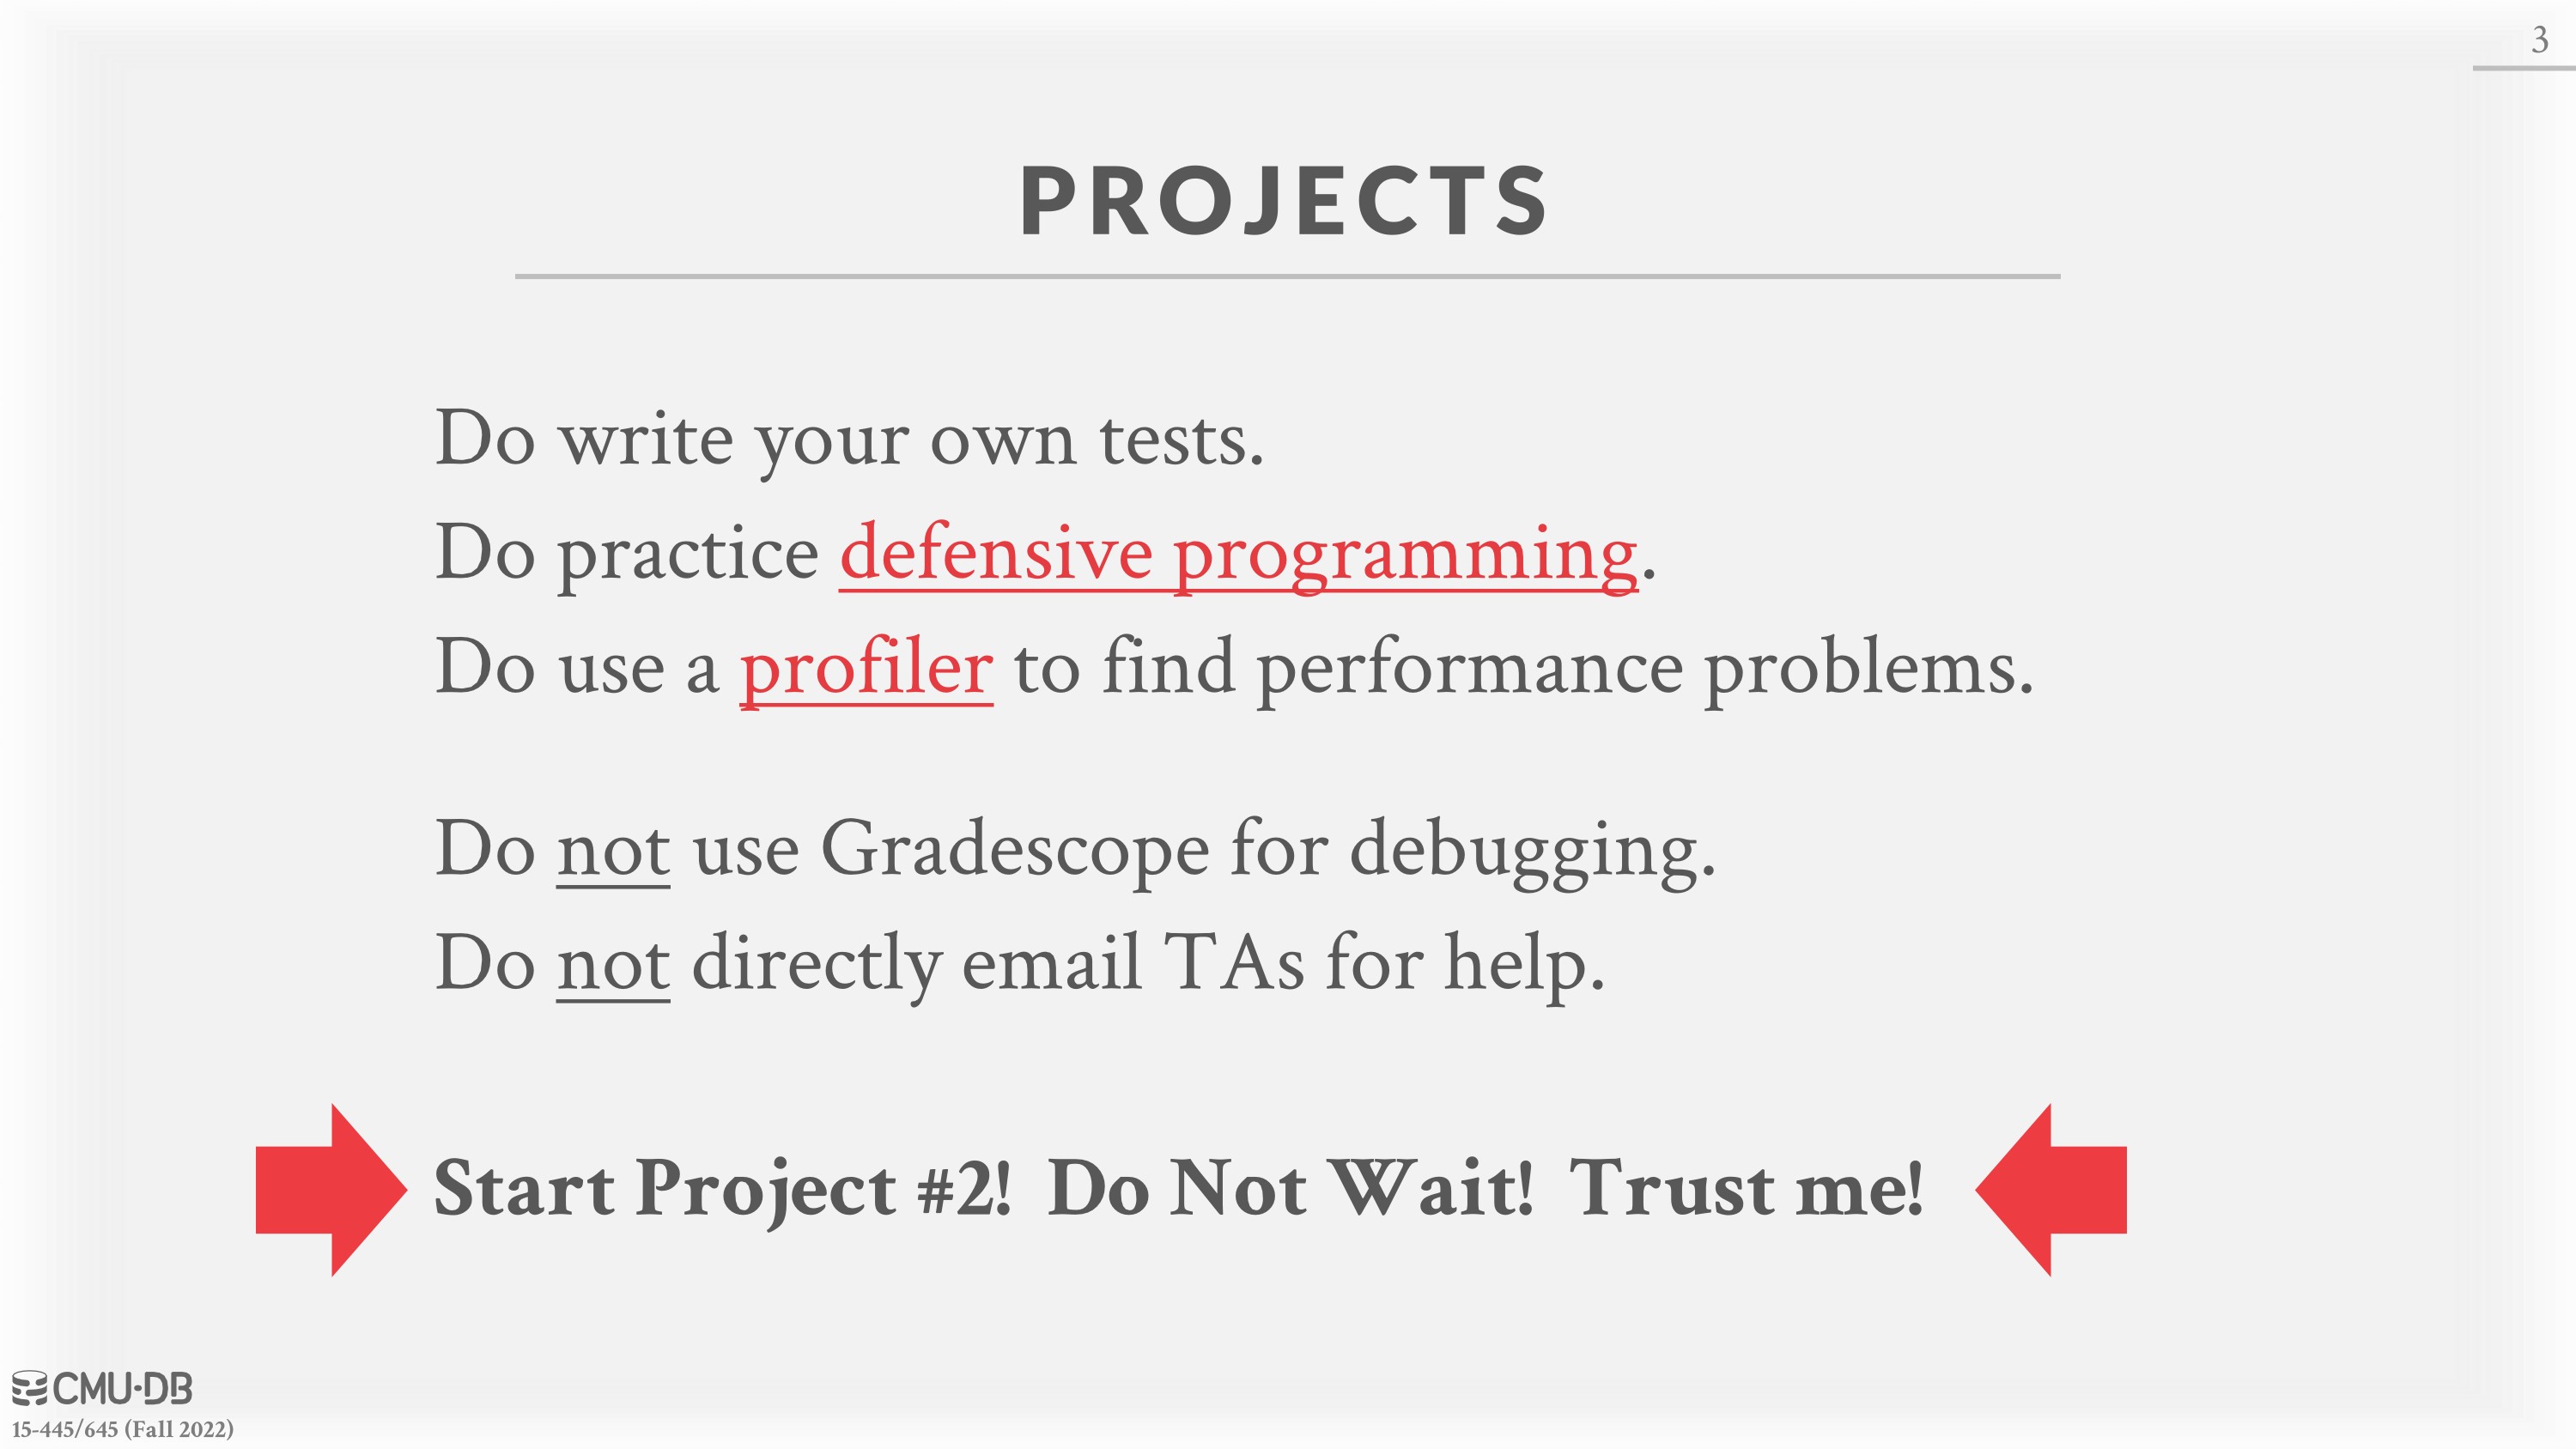 3
PROJECTS
Do write your own tests.
Do practice defensive programming.
Do use a profiler to find performance problems.
Do not use Gradescope for debugging.
Do not directly email TAs for help.
Start Project #2! Do Not Wait! Trust me!
CMU·DB
15-445/645 (Fall 2022)